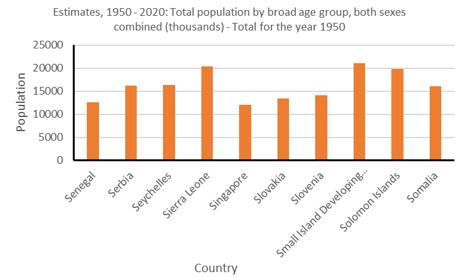 Estimates, 1950 - 2020: Total population by broad age group, both sexes
combined (thousands) - Total for the year 1950
25000
20000
15000
10000
5000
0
Population
Senegal
Serbia
Seychelles
Sierra Leone
Singapore
Slovakia
Slovenia
Small Island Developing...
Solomon Islands
Somalia
Country